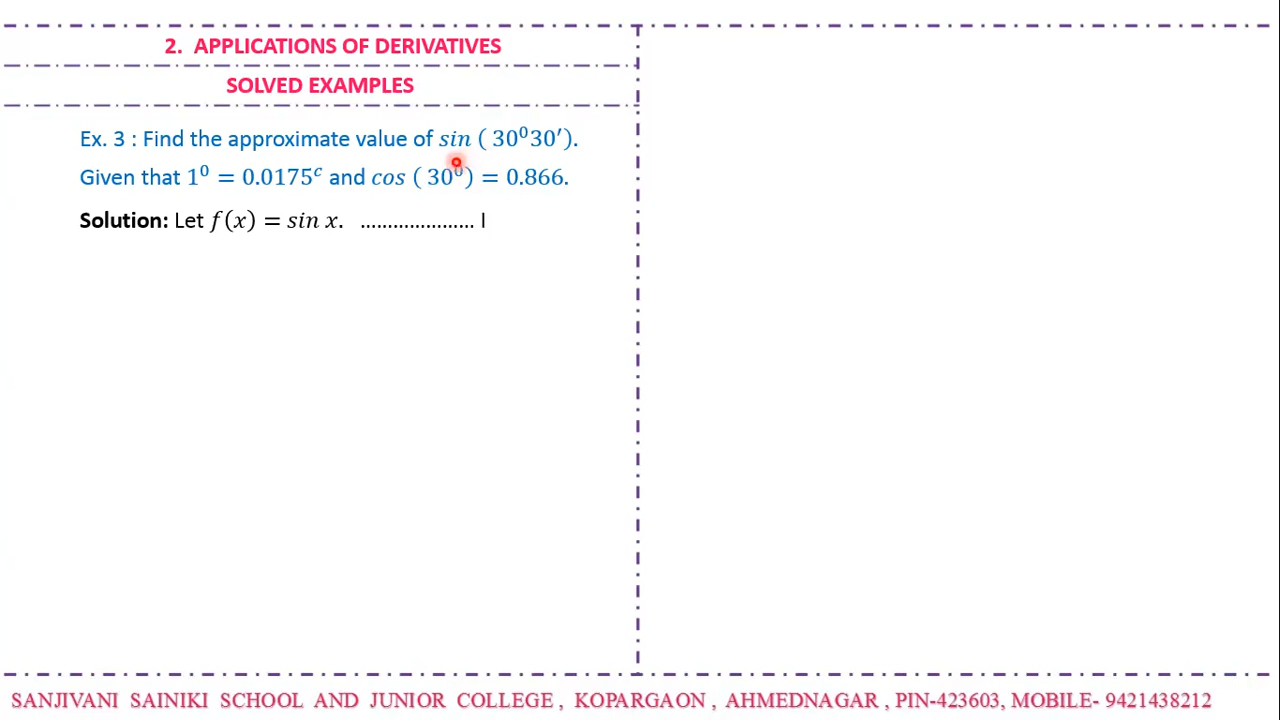 2. APPLICATIONS OF DERIVATIVES
SOLVED EXAMPLES
Ex. 3 : Find the approximate value of sin ( 30⁰30′).
Given that 1⁰ = 0.0175ᶜ and cos ( 30⁰) = 0.866.
Solution: Let f(x) = sin x. ..................... I
SANJIVANI SAINIKI SCHOOL AND JUNIOR COLLEGE , KOPARGAON , AHMEDNAGAR , PIN-423603, MOBILE- 9421438212